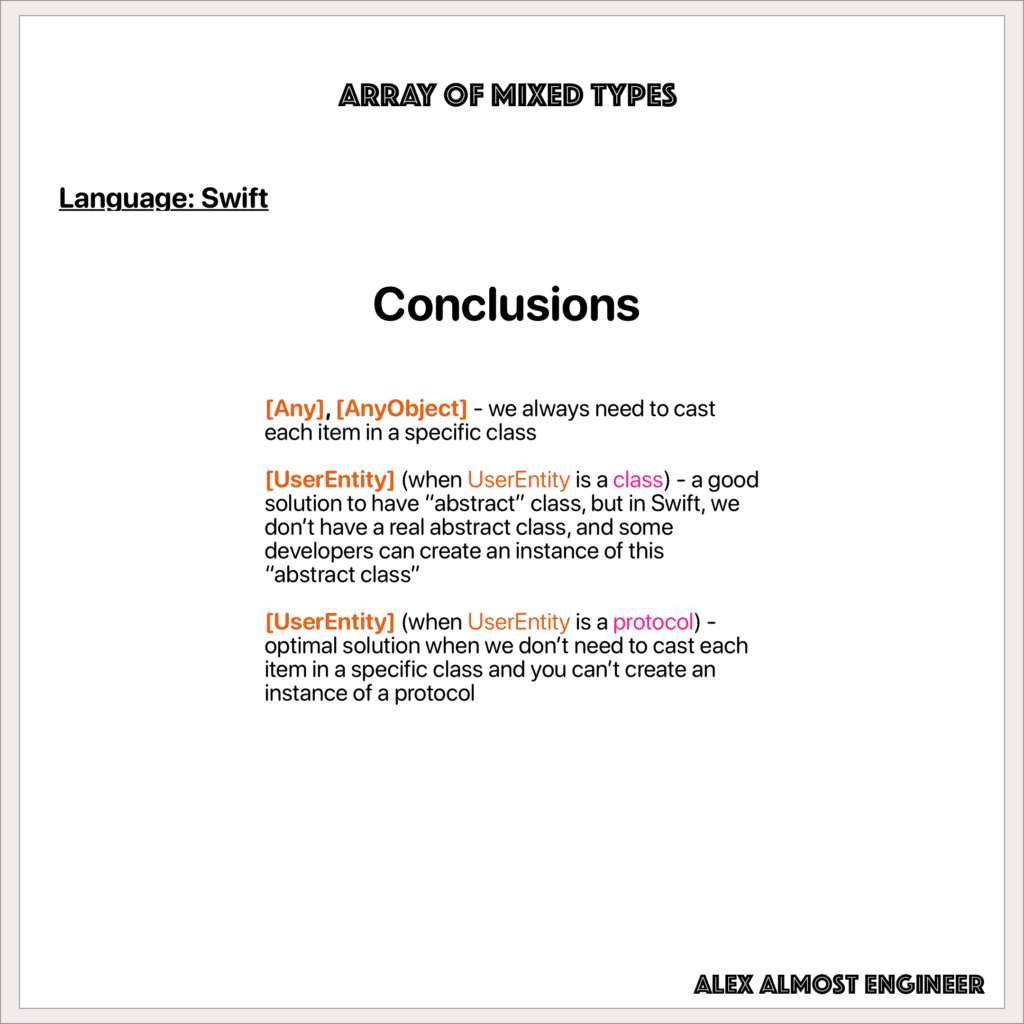 ARRAY OF MIXED TYPES
Language: Swift
Conclusions
[Any], [AnyObject] - we always need to cast
each item in a specific class
[UserEntity] (when UserEntity is a class) - a good
solution to have “abstract” class, but in Swift, we
don’t have a real abstract class, and some
developers can create an instance of this
“abstract class”
[UserEntity] (when UserEntity is a protocol) -
optimal solution when we don’t need to cast each
item in a specific class and you can’t create an
instance of a protocol
ALEX ALMOST ENGINEER